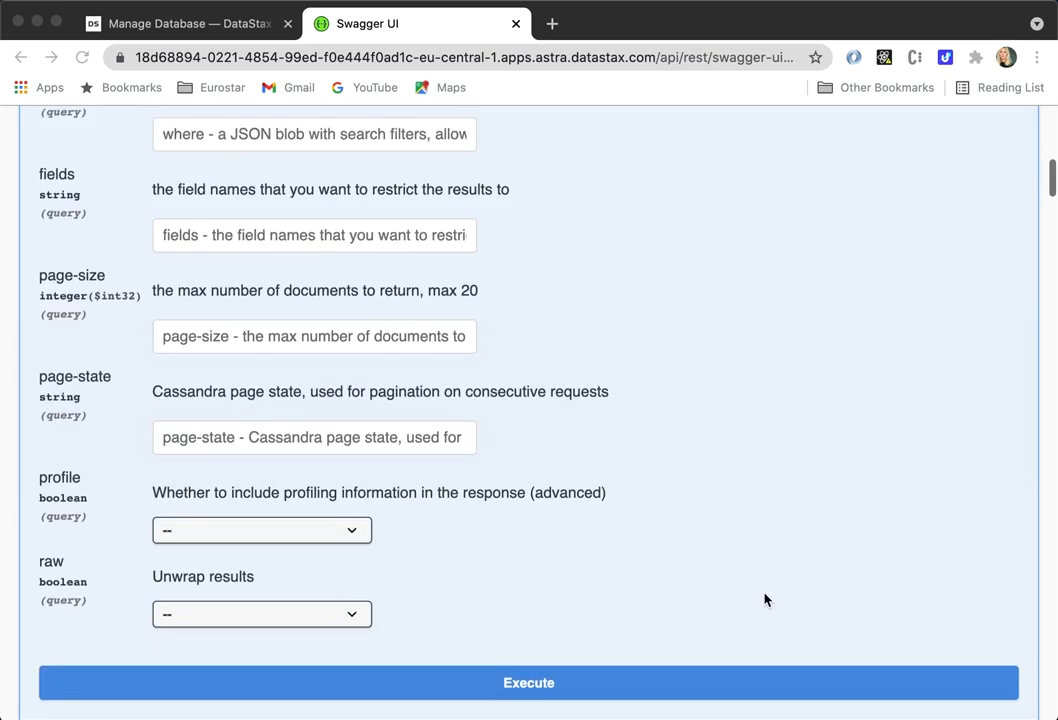 DS Manage Database — DataStax
Swagger UI
18d68894-0221-4854-99ed-f0e444f0ad1c-eu-central-1.apps.astra.datastax.com/api/rest/swagger-ui...
Apps Bookmarks Eurostar Gmail YouTube Maps Other Bookmarks Reading List
(query)
where - a JSON blob with search filters, allow
fields
string
(query)
the field names that you want to restrict the results to
fields - the field names that you want to restri
page-size
integer($int32)
(query)
the max number of documents to return, max 20
page-size - the max number of documents to
page-state
string
(query)
Cassandra page state, used for pagination on consecutive requests
page-state - Cassandra page state, used for
profile
boolean
(query)
Whether to include profiling information in the response (advanced)
--
raw
boolean
(query)
Unwrap results
--
Execute